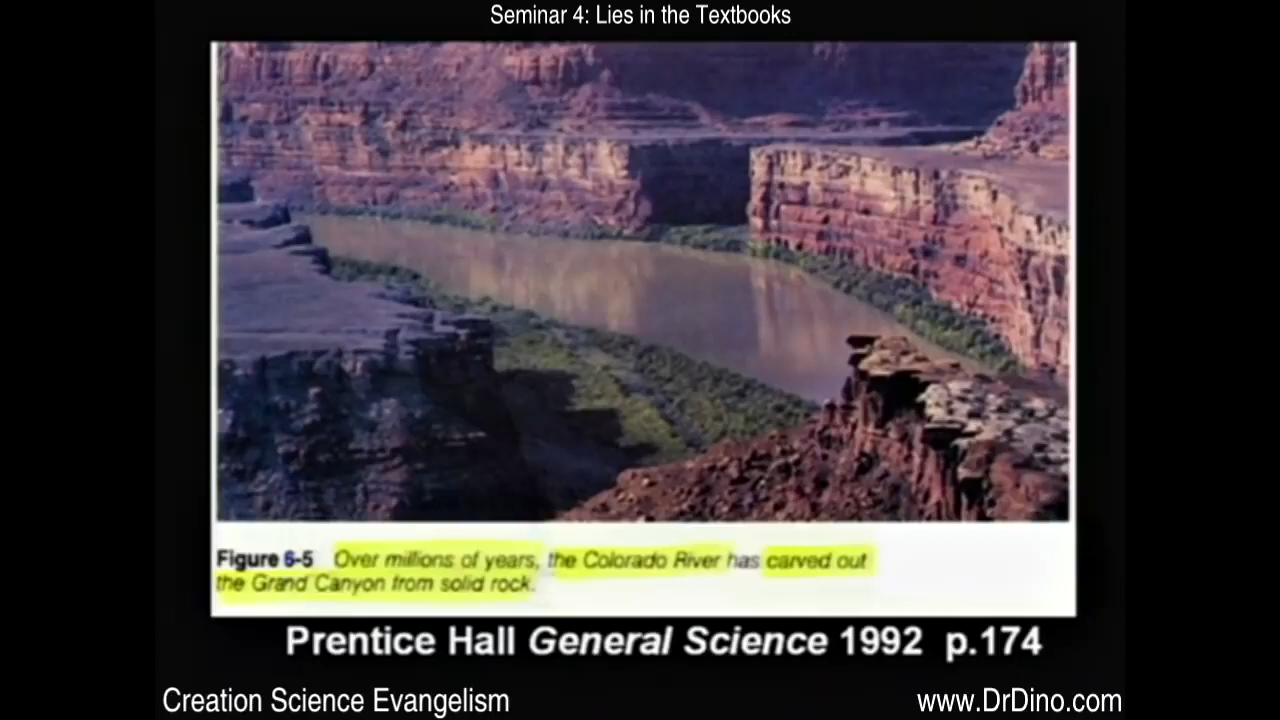 Seminar 4: Lies in the Textbooks
Figure 6-5 Over millions of years, the Colorado River has carved out
the Grand Canyon from solid rock.
Prentice Hall General Science 1992 p.174
Creation Science Evangelism
www.DrDino.com